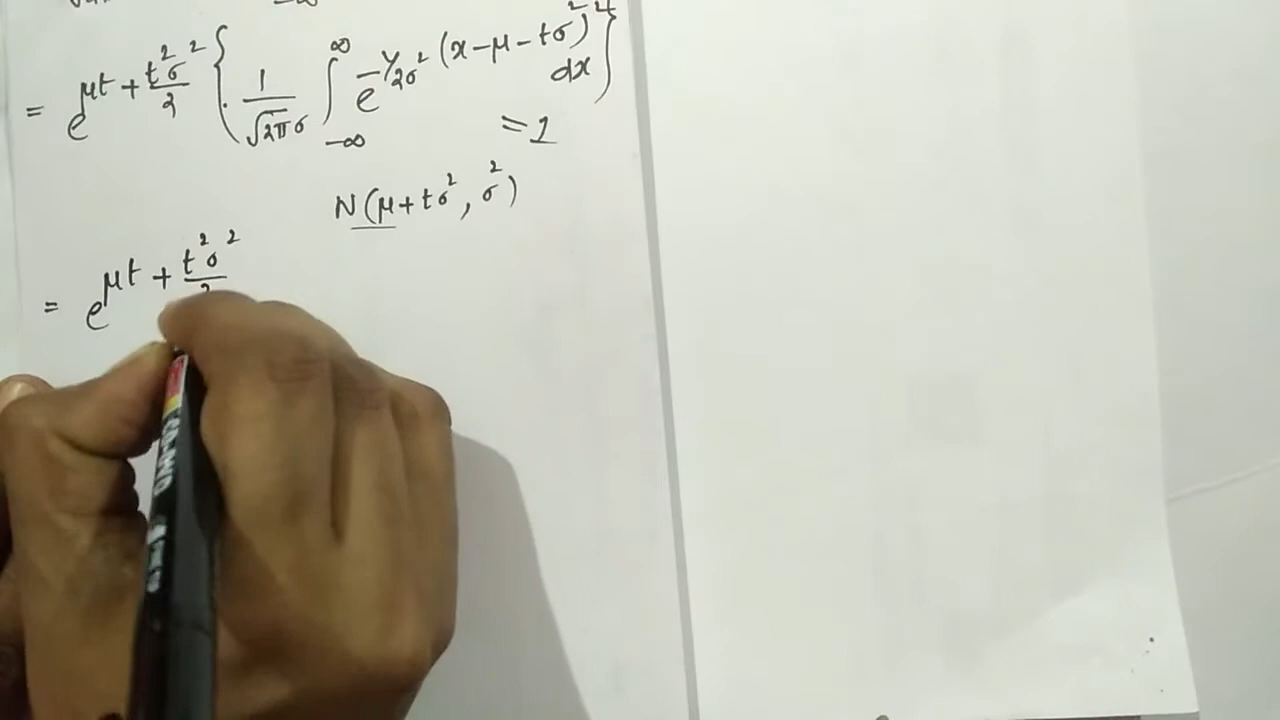 = e^{μt + t²σ²/2} { 1/√2π σ ∫_{-∞}^{∞} e^{-1/2σ² (x-μ-tσ²)²} dx }
= 1
N(μ+tσ², σ²)
= e^{μt + t²σ²/2}